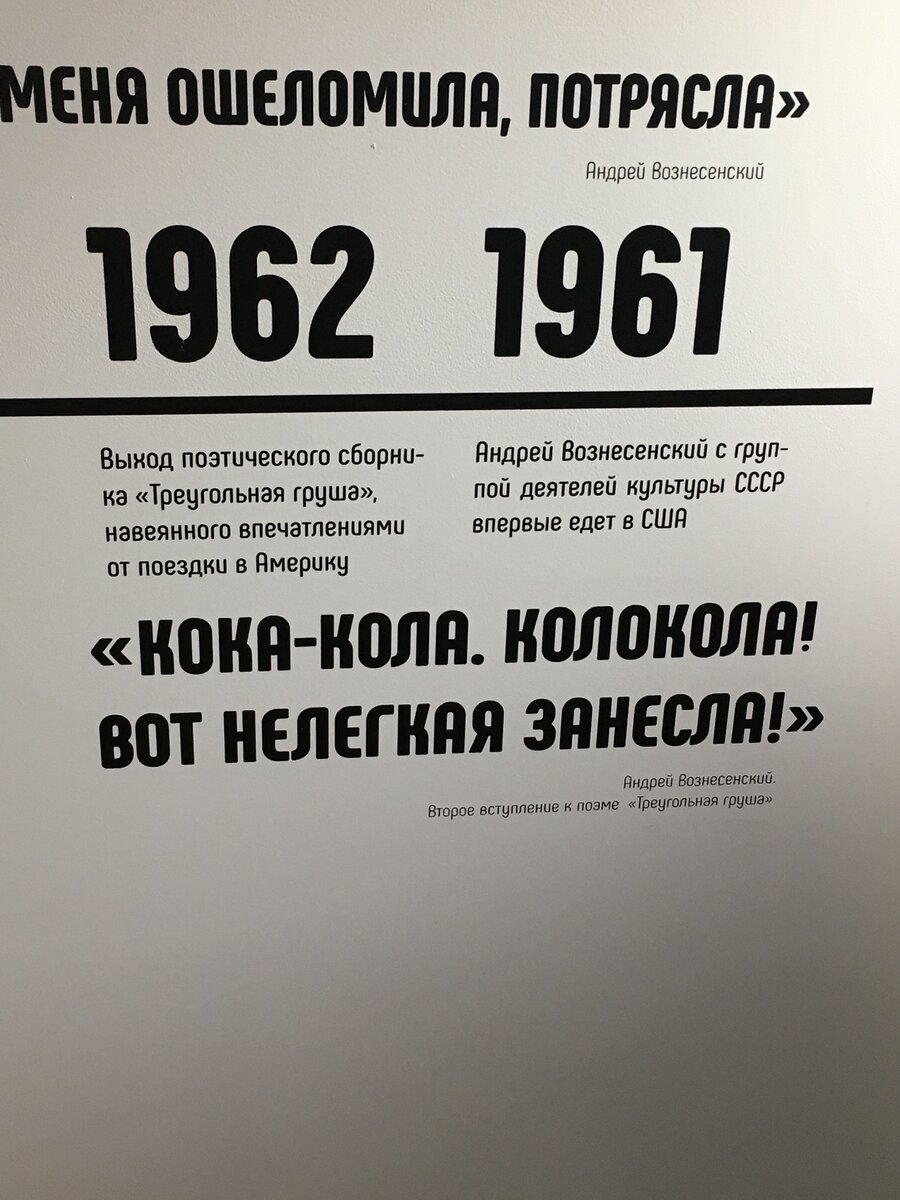 МЕНЯ ОШЕЛОМИЛА, ПОТРЯСЛА»
Андрей Вознесенский
1962 1961
Выход поэтического сборни-
ка «Треугольная груша»,
навеянного впечатлениями
от поездки в Америку
Андрей Вознесенский с груп-
пой деятелей культуры СССР
впервые едет в США
«КОКА-КОЛА. КОЛОКОЛА!
ВОТ НЕЛЕГКАЯ ЗАНЕСЛА!»
Андрей Вознесенский.
Второе вступление к поэме «Треугольная груша»